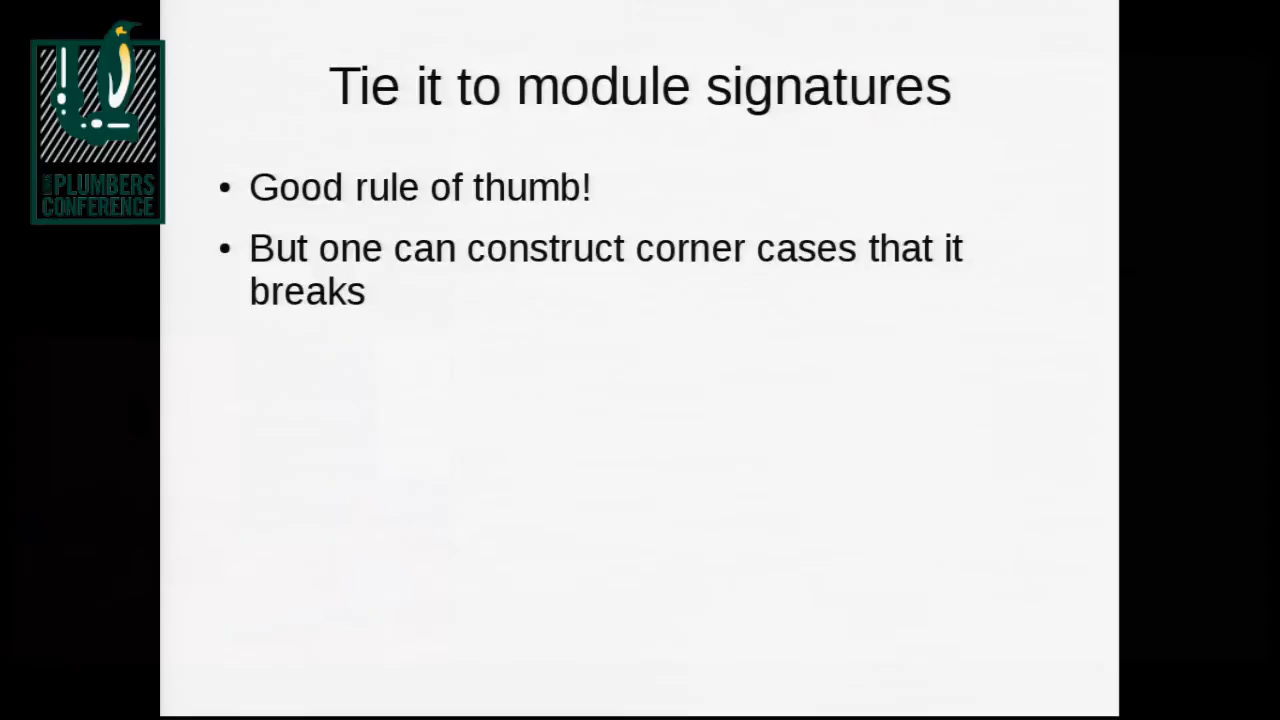 Tie it to module signatures
• Good rule of thumb!
• But one can construct corner cases that it
breaks
LINUX PLUMBERS
CONFERENCE